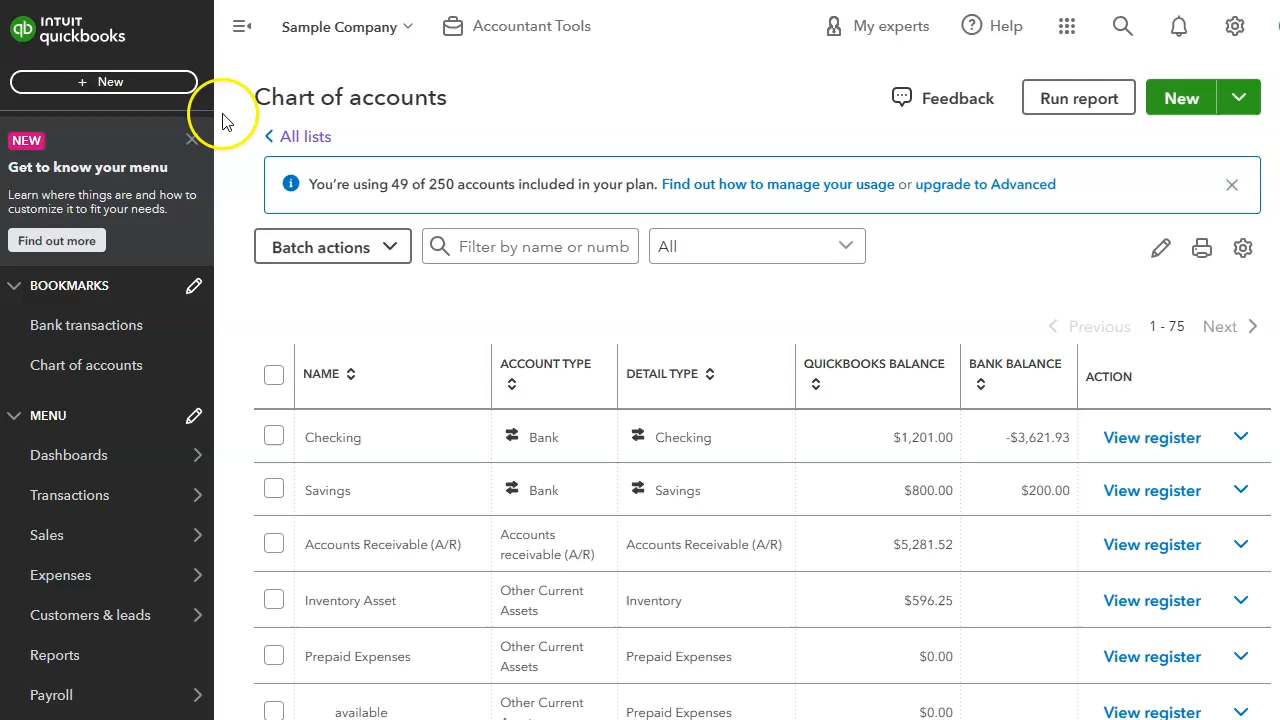 INTUIT
quickbooks
Sample Company
Accountant Tools
My experts
Help
+ New
Chart of accounts
Feedback
Run report
New
All lists
NEW
Get to know your menu
Learn where things are and how to
customize it to fit your needs.
Find out more
You're using 49 of 250 accounts included in your plan. Find out how to manage your usage or upgrade to Advanced
Batch actions
Filter by name or numb
All
BOOKMARKS
Bank transactions
Chart of accounts
MENU
Dashboards
Transactions
Sales
Expenses
Customers & leads
Reports
Payroll
Previous 1 - 75 Next
NAME ACCOUNT TYPE DETAIL TYPE QUICKBOOKS BALANCE BANK BALANCE ACTION
Checking Bank Checking $1,201.00 -$3,621.93 View register
Savings Bank Savings $800.00 $200.00 View register
Accounts Receivable (A/R) Accounts receivable (A/R) Accounts Receivable (A/R) $5,281.52 View register
Inventory Asset Other Current Assets Inventory $596.25 View register
Prepaid Expenses Other Current Assets Prepaid Expenses $0.00 View register
available Other Current Prepaid Expenses $0.00 View register